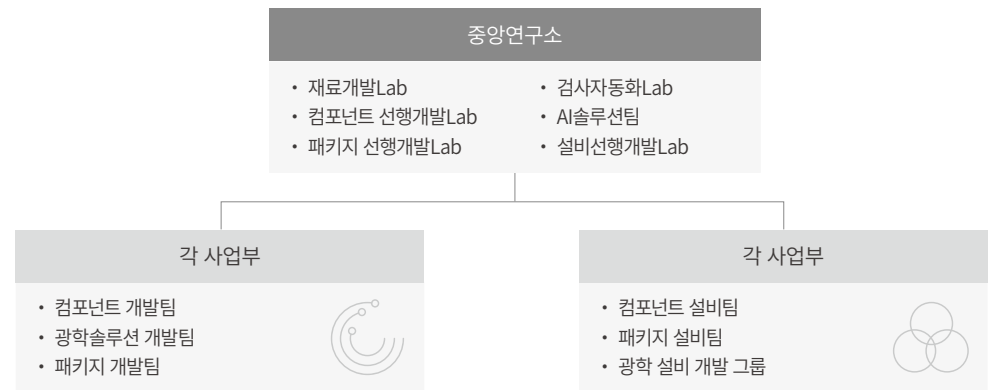 중앙연구소
• 재료개발Lab
• 컴포넌트 선행개발Lab
• 패키지 선행개발Lab
• 검사자동화Lab
• AI솔루션팀
• 설비선행개발Lab
각 사업부
• 컴포넌트 개발팀
• 광학솔루션 개발팀
• 패키지 개발팀
각 사업부
• 컴포넌트 설비팀
• 패키지 설비팀
• 광학 설비 개발 그룹